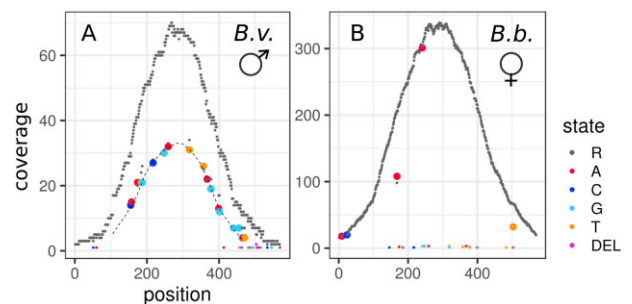 A
B.v.
♂
60
40
20
0
coverage
0
200
400
position
B
B.b.
♀
300
200
100
0
0
200
400
state
R
A
C
G
T
DEL